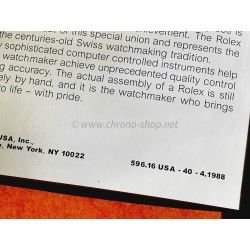 of this special union and represents the
the centuries-old Swiss watchmaking tradition.
sophisticated computer controlled instruments help
watchmaker achieve unprecedented quality control
accuracy. The actual assembly of a Rolex is still
by hand, and it is the watchmaker who brings
to life – with pride.
© www.chrono-shop.net
USA, Inc.,
New York, NY 10022
596.16 USA - 40 - 4.1988